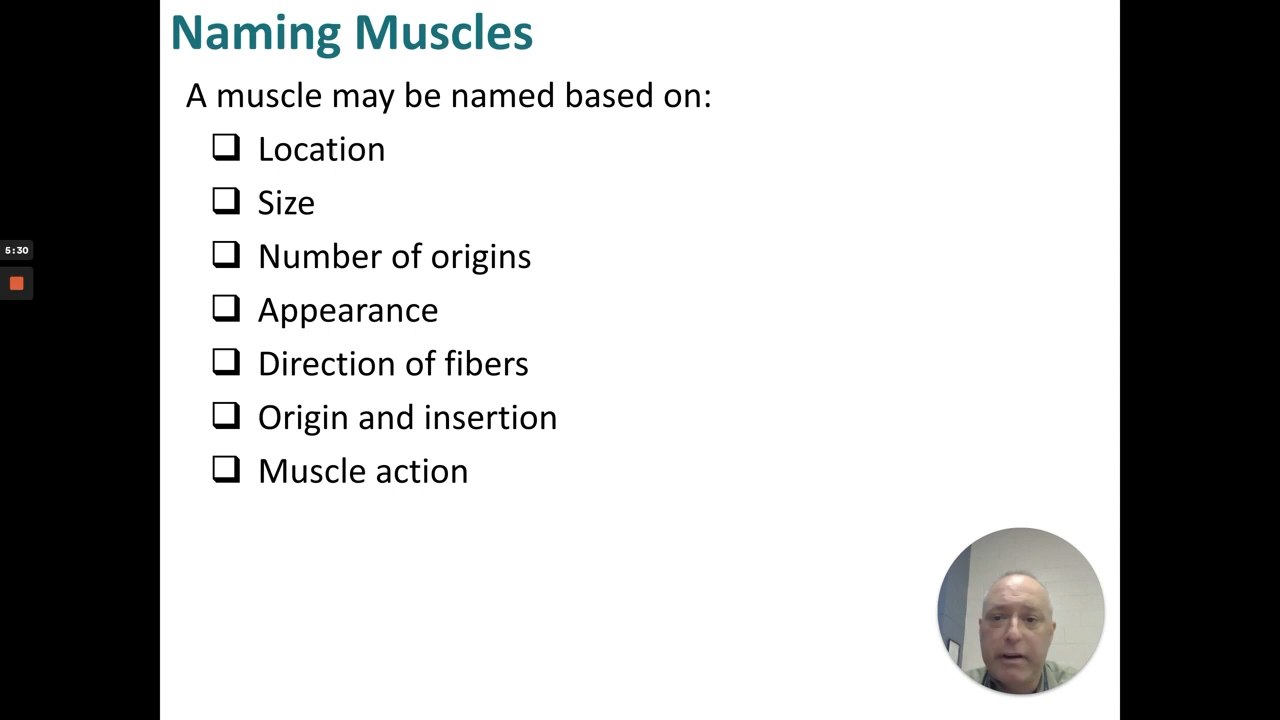 Naming Muscles
A muscle may be named based on:
Location
Size
Number of origins
Appearance
Direction of fibers
Origin and insertion
Muscle action
5:30